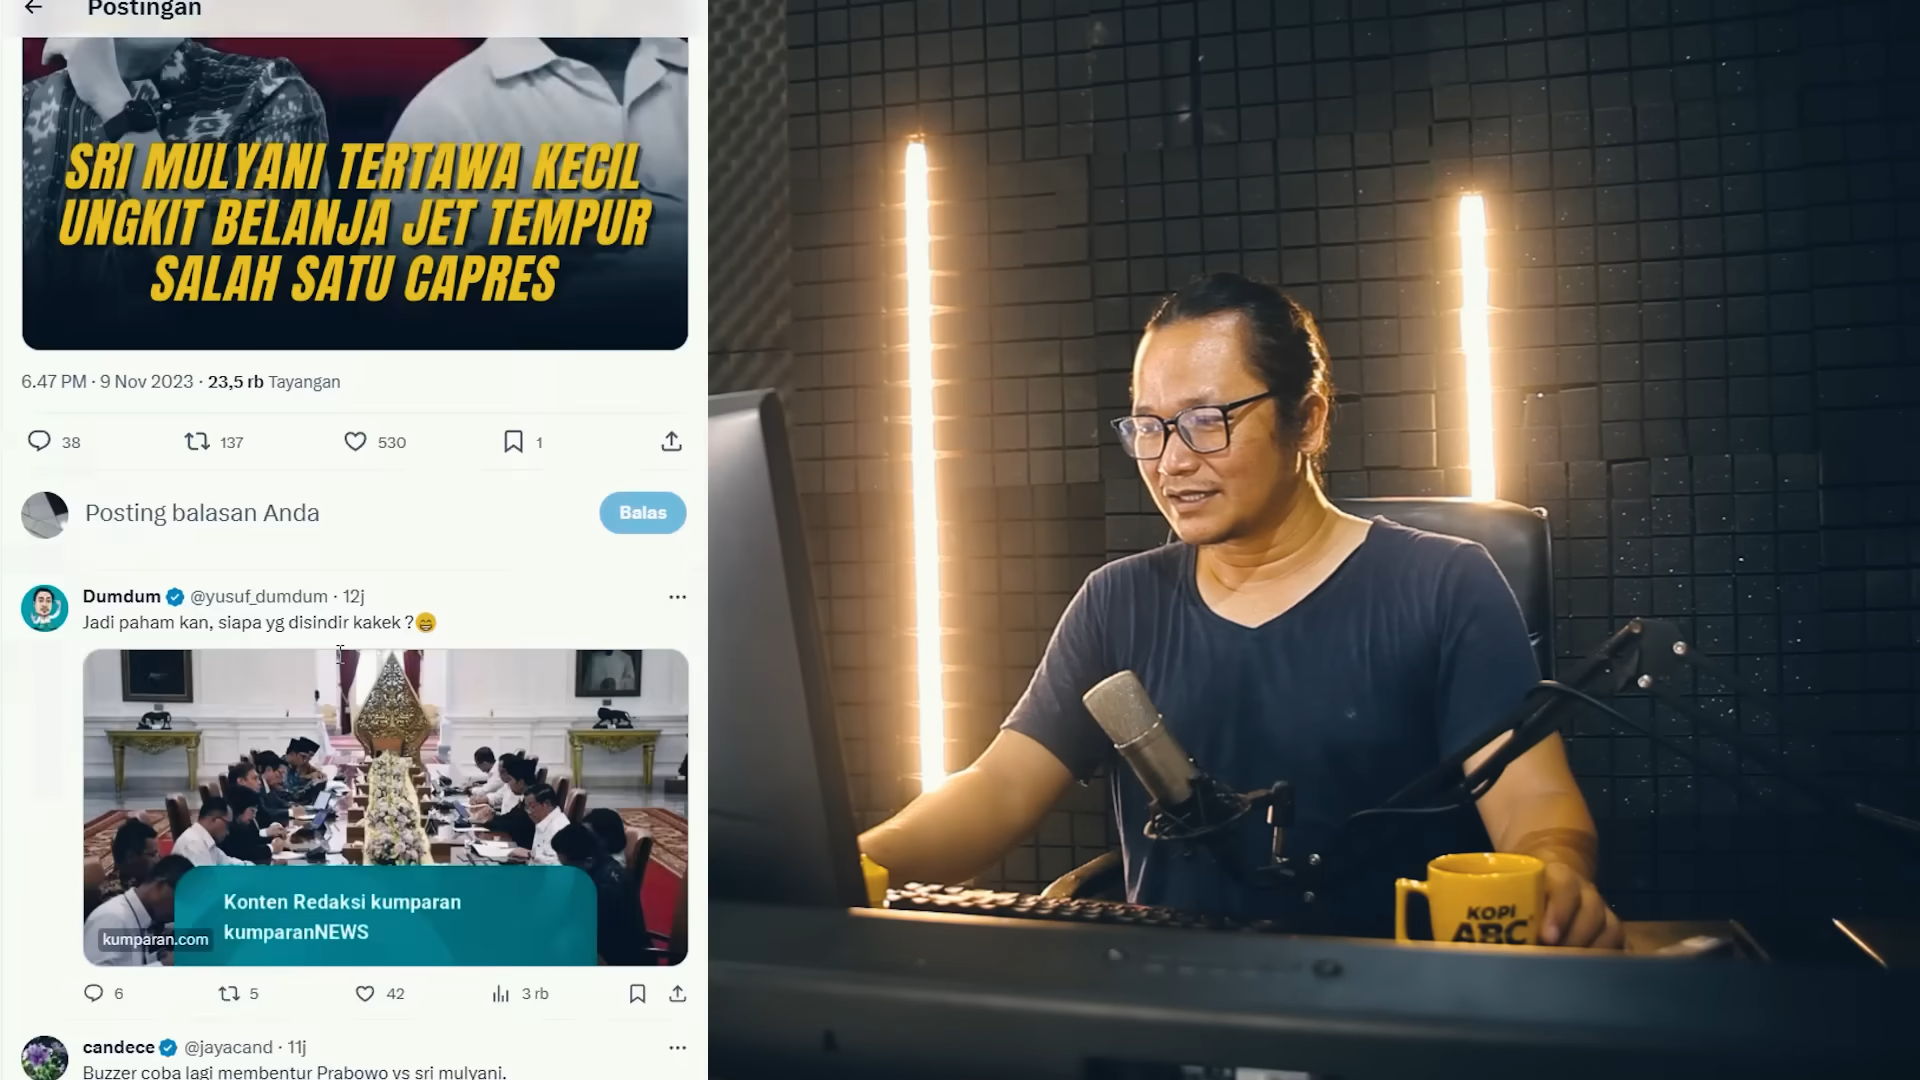 Postingan
SRI MULYANI TERTAWA KECIL
UNGKIT BELANJA JET TEMPUR
SALAH SATU CAPRES
6.47 PM · 9 Nov 2023 · 23,5 rb Tayangan
38 137 530 1
Posting balasan Anda
Balas
Dumdum @yusuf_dumdum · 12j
Jadi paham kan, siapa yg disindir kakek ?😄
Konten Redaksi kumparan
kumparanNEWS
kumparan.com
6 5 42 3 rb
candece @jayacand · 11j
Buzzer coba lagi membentur Prabowo vs sri mulyani.
KOPI
ABC